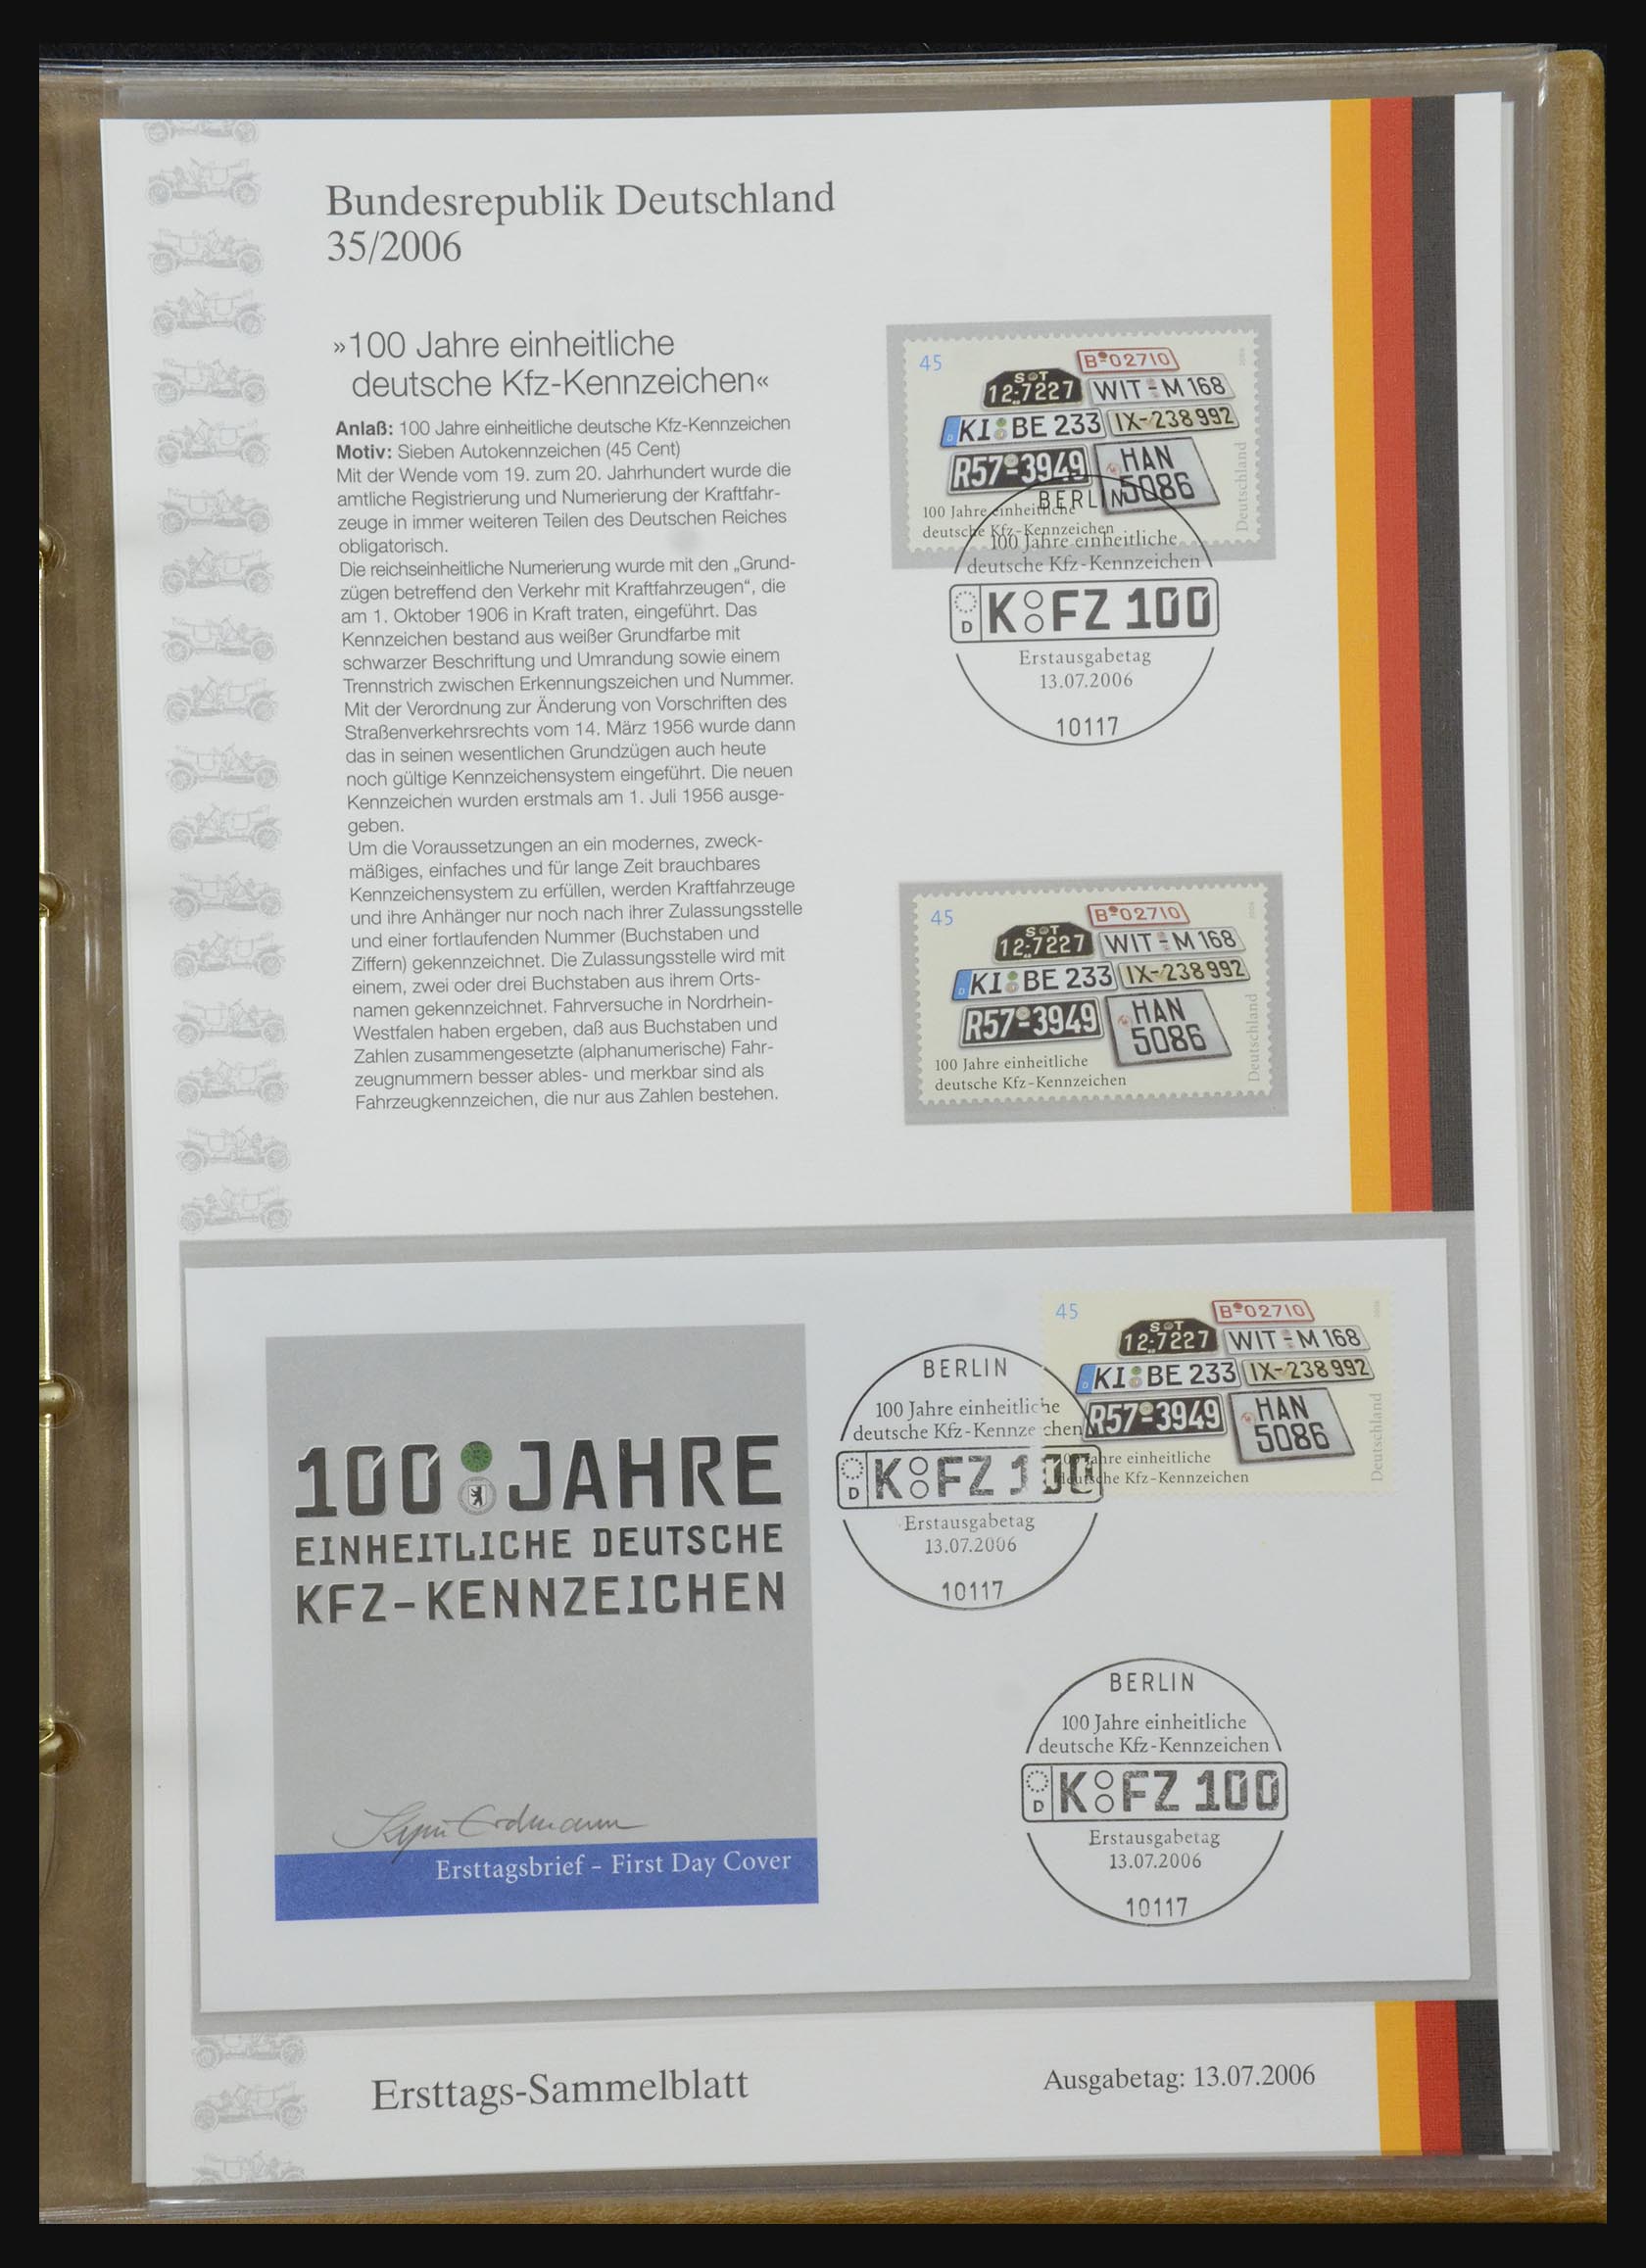 Bundesrepublik Deutschland
35/2006
»100 Jahre einheitliche
deutsche Kfz-Kennzeichen«
Anlaß: 100 Jahre einheitliche deutsche Kfz-Kennzeichen
Motiv: Sieben Autokennzeichen (45 Cent)
Mit der Wende vom 19. zum 20. Jahrhundert wurde die
amtliche Registrierung und Numerierung der Kraftfahr-
zeuge in immer weiteren Teilen des Deutschen Reiches
obligatorisch.
Die reichseinheitliche Numerierung wurde mit den „Grund-
zügen betreffend den Verkehr mit Kraftfahrzeugen“, die
am 1. Oktober 1906 in Kraft traten, eingeführt. Das
Kennzeichen bestand aus weißer Grundfarbe mit
schwarzer Beschriftung und Umrandung sowie einem
Trennstrich zwischen Erkennungszeichen und Nummer.
Mit der Verordnung zur Änderung von Vorschriften des
Straßenverkehrsrechts vom 14. März 1956 wurde dann
das in seinen wesentlichen Grundzügen auch heute
noch gültige Kennzeichensystem eingeführt. Die neuen
Kennzeichen wurden erstmals am 1. Juli 1956 ausge-
geben.
Um die Voraussetzungen an ein modernes, zweck-
mäßiges, einfaches und für lange Zeit brauchbares
Kennzeichensystem zu erfüllen, werden Kraftfahrzeuge
und ihre Anhänger nur noch nach ihrer Zulassungsstelle
und einer fortlaufenden Nummer (Buchstaben und
Ziffern) gekennzeichnet. Die Zulassungsstelle wird mit
einem, zwei oder drei Buchstaben aus ihrem Orts-
namen gekennzeichnet. Fahrversuche in Nordrhein-
Westfalen haben ergeben, daß aus Buchstaben und
Zahlen zusammengesetzte (alphanumerische) Fahr-
zeugnummern besser ables- und merkbar sind als
Fahrzeugkennzeichen, die nur aus Zahlen bestehen.
45
B-02710
S T
12-7227
WIT-M 168
KI BE 233
IX-238 992
R57-3949
HAN
5086
100 Jahre einheitliche
deutsche Kfz-Kennzeichen
Deutschland
BERLIN
100 Jahre einheitliche
deutsche Kfz-Kennzeichen
D K FZ 100
Erstausgabetag
13.07.2006
10117
45
B-02710
S T
12-7227
WIT-M 168
KI BE 233
IX-238 992
R57-3949
HAN
5086
100 Jahre einheitliche
deutsche Kfz-Kennzeichen
Deutschland
100 JAHRE
EINHEITLICHE DEUTSCHE
KFZ-KENNZEICHEN
Ersttagsbrief – First Day Cover
45
B-02710
S T
12-7227
WIT-M 168
KI BE 233
IX-238 992
R57-3949
HAN
5086
100 Jahre einheitliche
deutsche Kfz-Kennzeichen
Deutschland
BERLIN
100 Jahre einheitliche
deutsche Kfz-Kennzeichen
D K FZ 100
Erstausgabetag
13.07.2006
10117
BERLIN
100 Jahre einheitliche
deutsche Kfz-Kennzeichen
D K FZ 100
Erstausgabetag
13.07.2006
10117
Ersttags-Sammelblatt
Ausgabetag: 13.07.2006